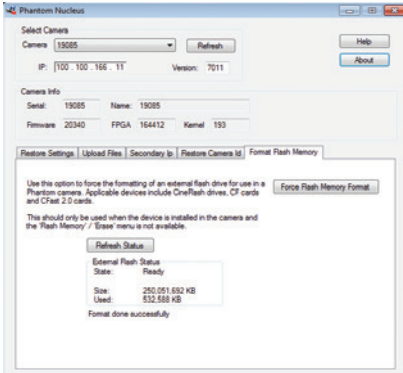 Phantom Nucleus
Select Camera
Camera 19085 Refresh Help
IP: 100 . 100 . 166 . 11 Version: 7011 About
Camera Info
Serial: 19085 Name: 19085
Firmware 20340 FPGA 164412 Kernel 193
Restore Settings Upload Files Secondary Ip Restore Camera Id Format Flash Memory
Use this option to force the formatting of an external flash drive for use in a Force Flash Memory Format
Phantom camera. Applicable devices include CineFlash drives, CF cards
and CFast 2.0 cards.
This should only be used when the device is installed in the camera and
the 'Flash Memory' / 'Erase' menu is not available.
Refresh Status
External Flash Status
State: Ready
Size: 250,051,692 KB
Used: 532,588 KB
Format done successfully